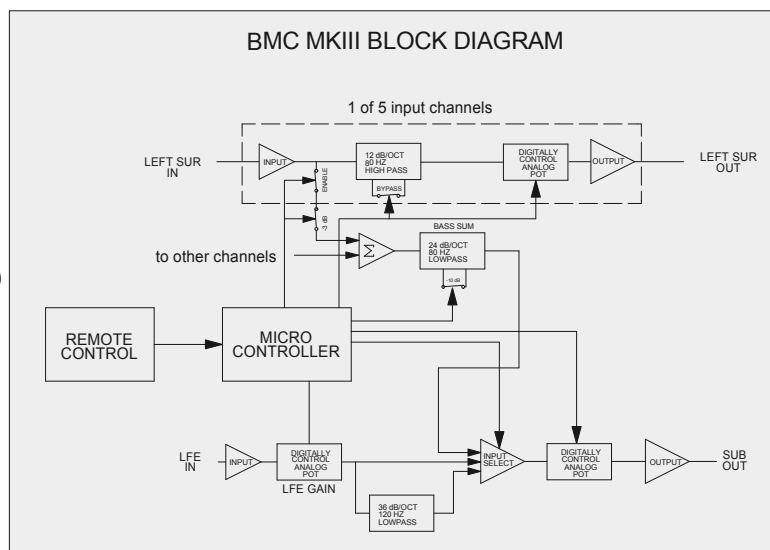 BMC MKIII BLOCK DIAGRAM
1 of 5 input channels
LEFT SUR
IN
INPUT
ENABLE
12 dB/OCT
80 HZ
HIGH PASS
BYPASS
DIGITALLY
CONTROL
ANALOG
POT
OUTPUT
LEFT SUR
OUT
-3 dB
BASS SUM
to other channels
Σ
24 dB/OCT
80 HZ
LOWPASS
-10 dB
REMOTE
CONTROL
MICRO
CONTROLLER
LFE
IN
INPUT
DIGITALLY
CONTROL
ANALOG
POT
LFE GAIN
36 dB/OCT
120 HZ
LOWPASS
INPUT
SELECT
DIGITALLY
CONTROL
ANALOG
POT
OUTPUT
SUB
OUT